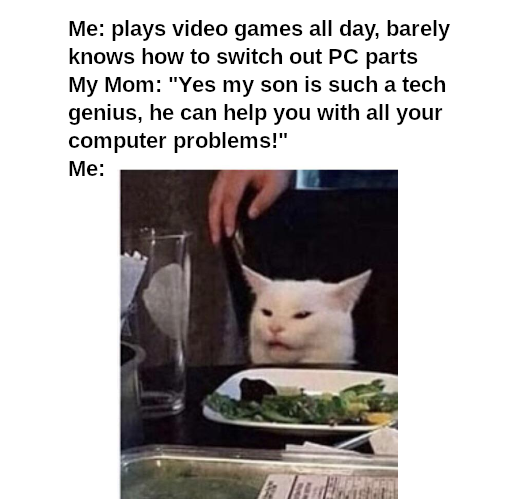 Me: plays video games all day, barely
knows how to switch out PC parts
My Mom: "Yes my son is such a tech
genius, he can help you with all your
computer problems!"
Me: